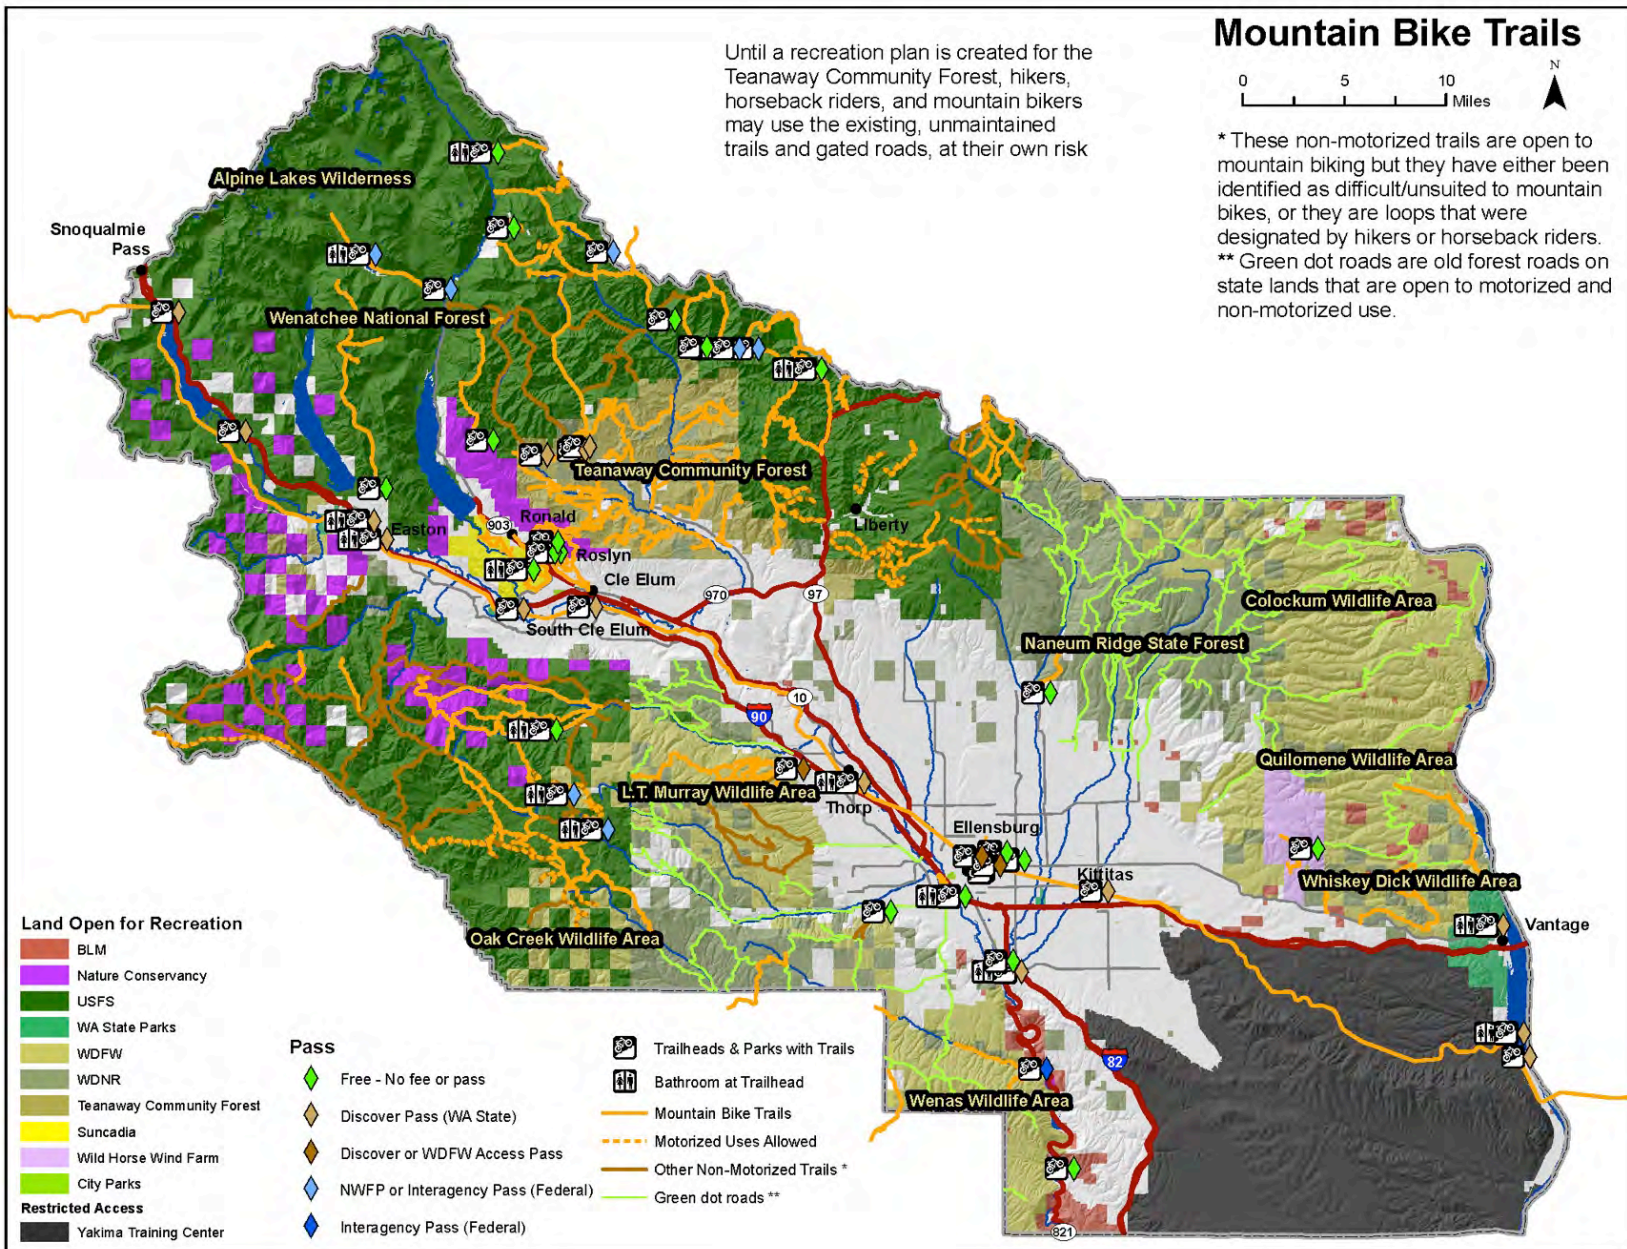 Mountain Bike Trails
0 5 10
Miles
N
Until a recreation plan is created for the
Teanaway Community Forest, hikers,
horseback riders, and mountain bikers
may use the existing, unmaintained
trails and gated roads, at their own risk
* These non-motorized trails are open to
mountain biking but they have either been
identified as difficult/unsuited to mountain
bikes, or they are loops that were
designated by hikers or horseback riders.
** Green dot roads are old forest roads on
state lands that are open to motorized and
non-motorized use.
Alpine Lakes Wilderness
Snoqualmie
Pass
Wenatchee National Forest
Teanaway Community Forest
Liberty
903
Ronald
Easton
Roslyn
Cle Elum
970
97
South Cle Elum
Colockum Wildlife Area
Naneum Ridge State Forest
10
90
Quilomene Wildlife Area
L.T. Murray Wildlife Area
Thorp
Ellensburg
Kittitas
Whiskey Dick Wildlife Area
Vantage
Oak Creek Wildlife Area
82
Wenas Wildlife Area
821
Land Open for Recreation
BLM
Nature Conservancy
USFS
WA State Parks
WDFW
WDNR
Teanaway Community Forest
Suncadia
Wild Horse Wind Farm
City Parks
Restricted Access
Yakima Training Center
Pass
Free - No fee or pass
Discover Pass (WA State)
Discover or WDFW Access Pass
NWFP or Interagency Pass (Federal)
Interagency Pass (Federal)
Trailheads & Parks with Trails
Bathroom at Trailhead
Mountain Bike Trails
Motorized Uses Allowed
Other Non-Motorized Trails *
Green dot roads **